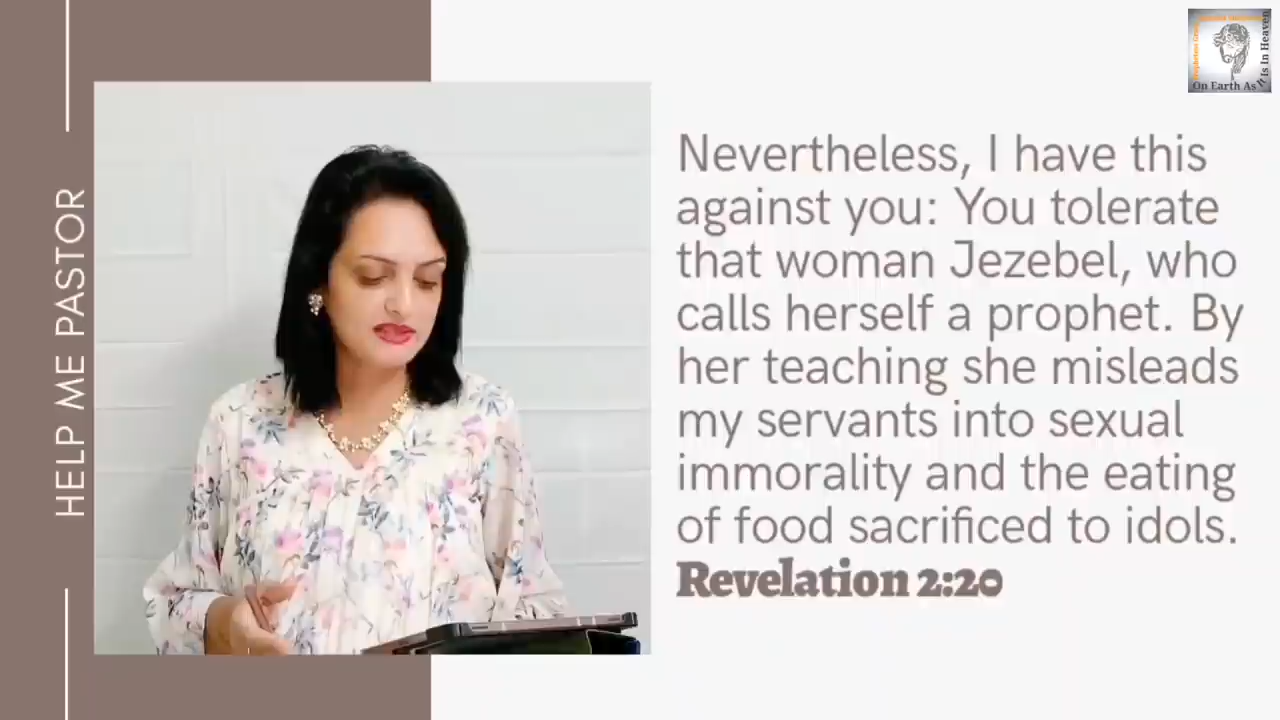 HELP ME PASTOR
Nevertheless, I have this
against you: You tolerate
that woman Jezebel, who
calls herself a prophet. By
her teaching she misleads
my servants into sexual
immorality and the eating
of food sacrificed to idols.
Revelation 2:20
On Earth As It Is In Heaven